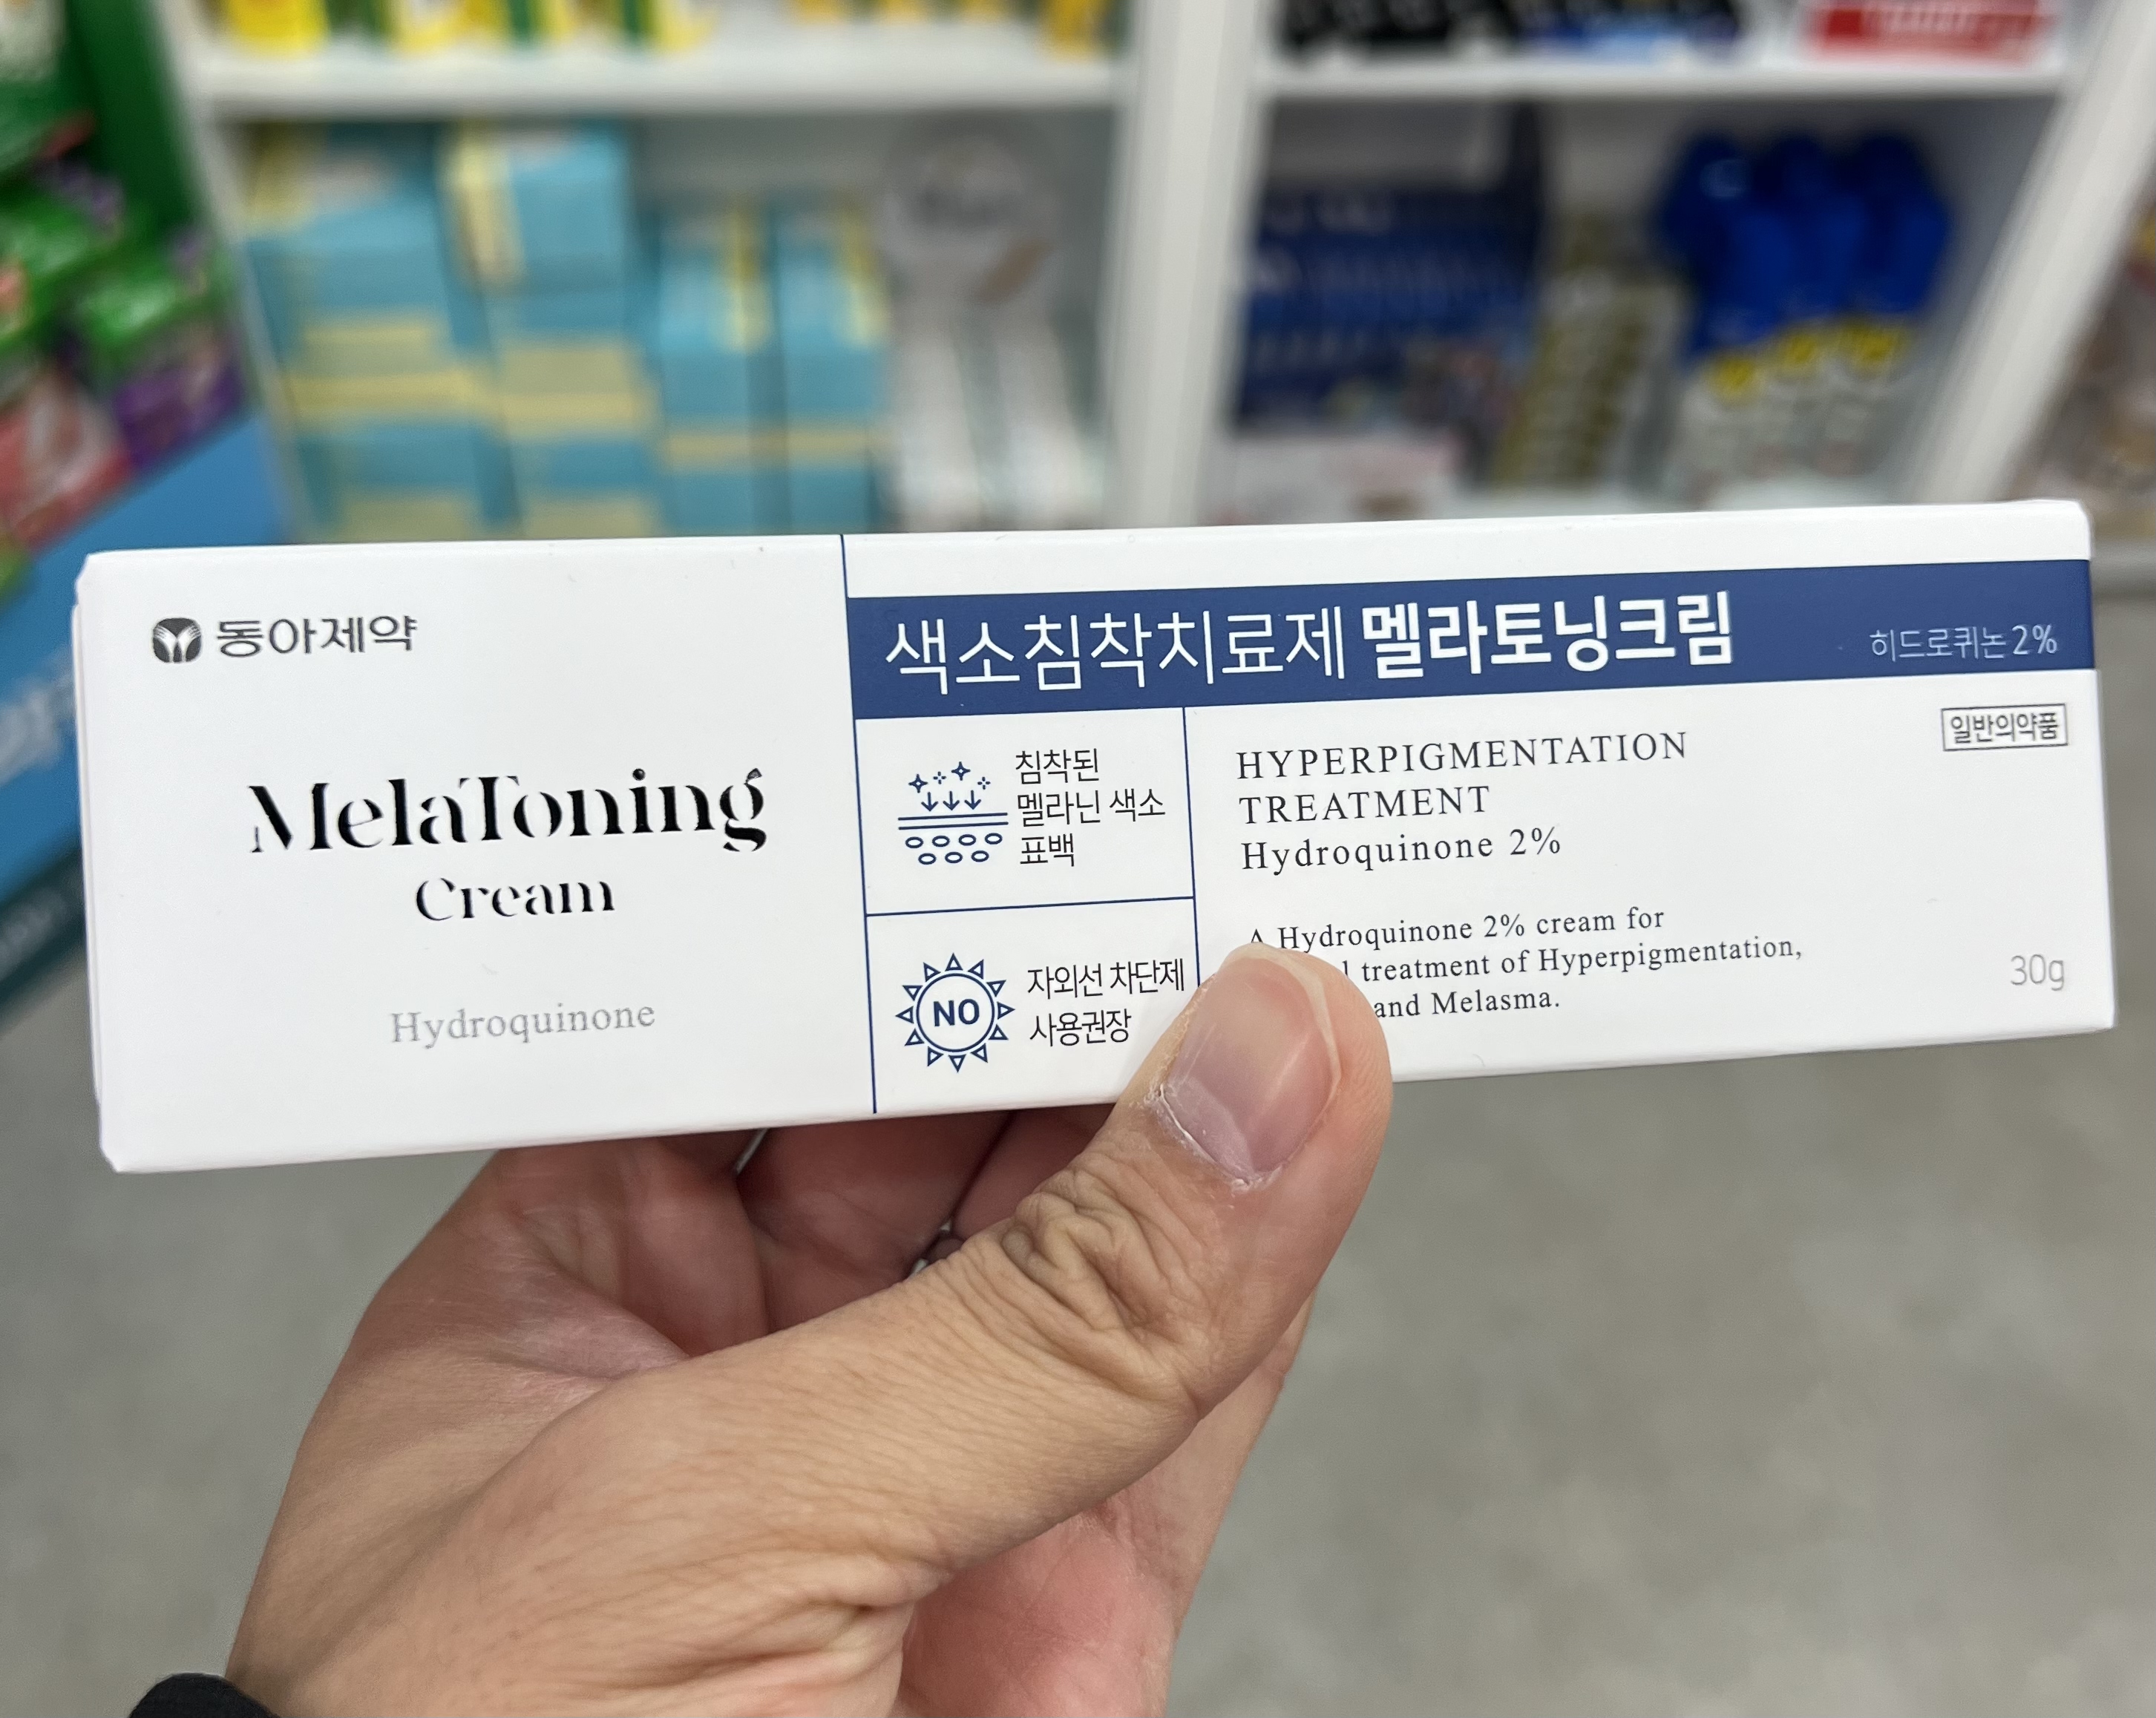 동아제약
MelaToning
Cream
Hydroquinone
색소침착치료제 멜라토닝크림
히드로퀴논 2%
침착된
멜라닌 색소
표백
NO
자외선 차단제
사용권장
HYPERPIGMENTATION
TREATMENT
Hydroquinone 2%
일반의약품
A Hydroquinone 2% cream for
treatment of Hyperpigmentation,
and Melasma.
30g